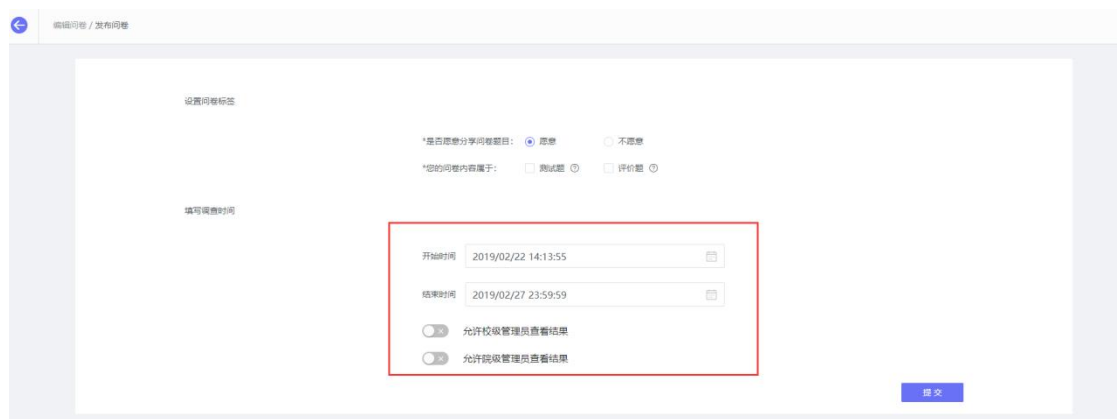 编辑问卷 / 发布问卷
设置问卷标签
*是否愿意分享问卷题目： 愿意 不愿意
*您的问卷内容属于： 测试题 ? 评价题 ?
填写调查时间
开始时间 2019/02/22 14:13:55
结束时间 2019/02/27 23:59:59
允许校级管理员查看结果
允许院级管理员查看结果
提交